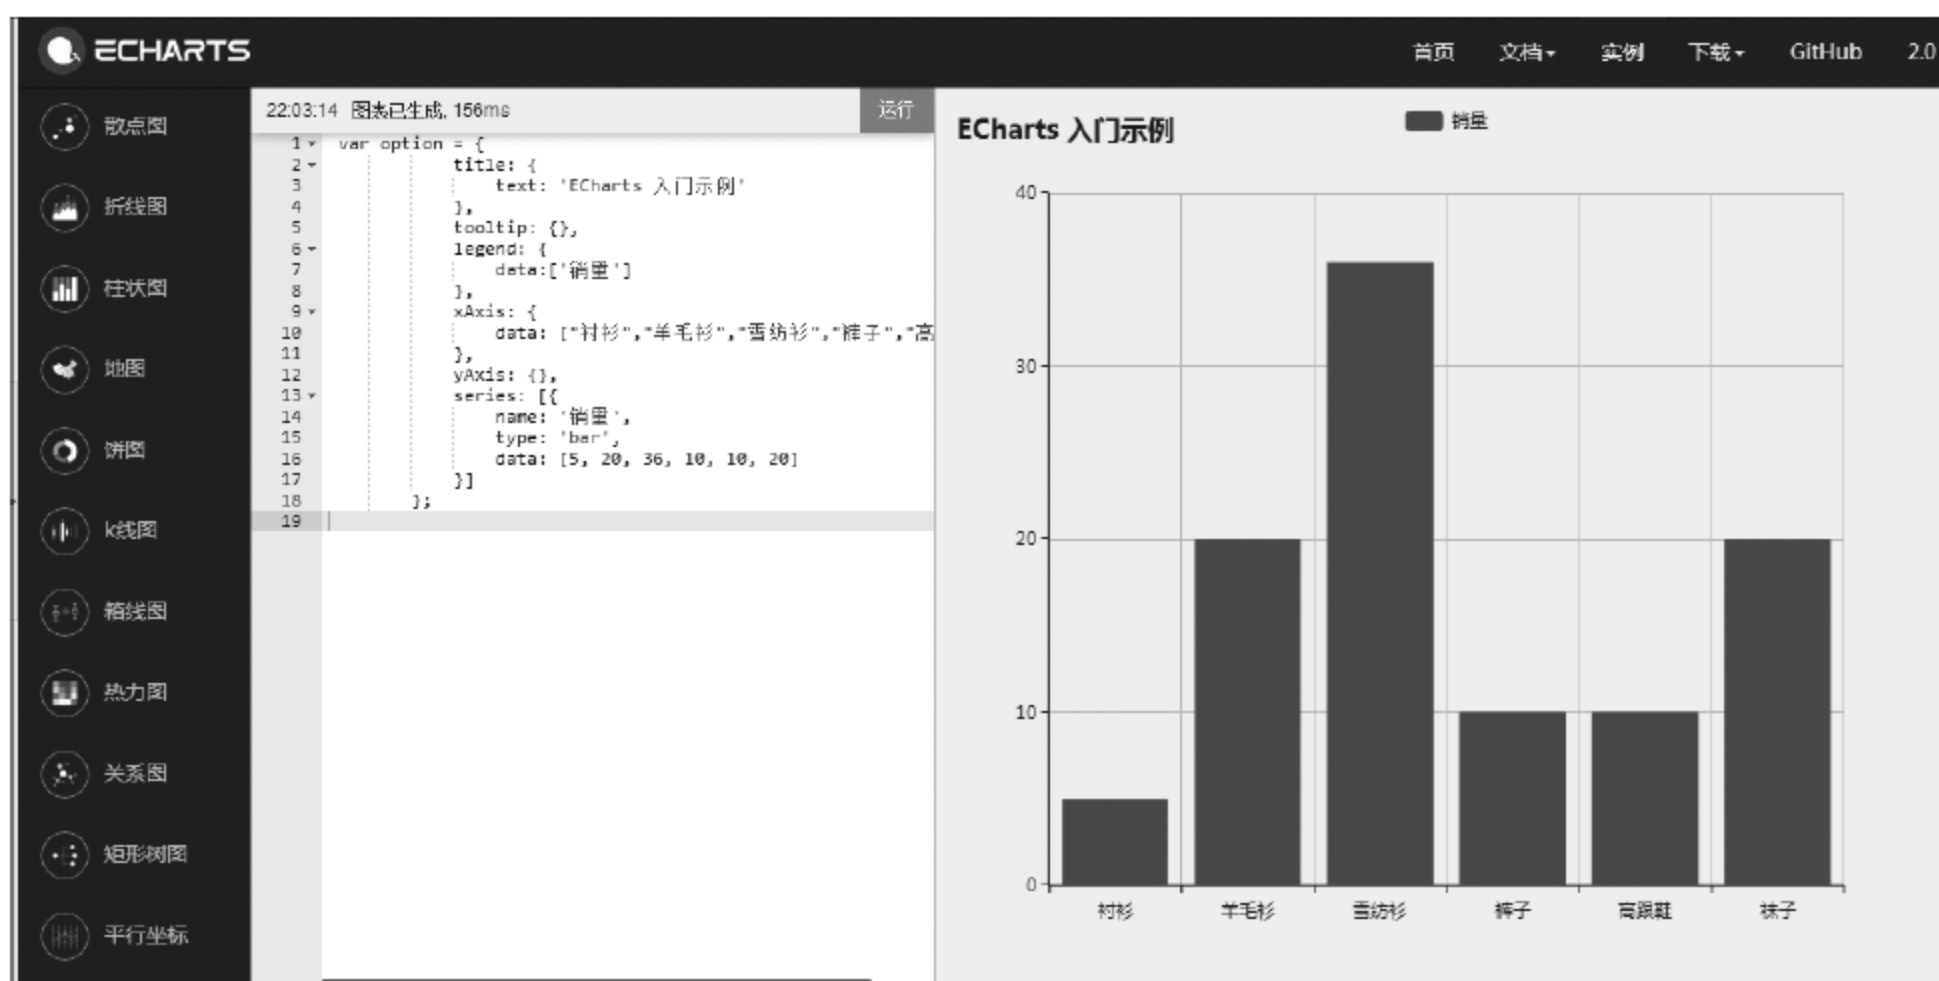 ECHARTS
首页 文档 实例 下载 GitHub 2.0
散点图
折线图
柱状图
地图
饼图
k线图
箱线图
热力图
关系图
矩形树图
平行坐标
22:03:14 图表已生成, 156ms 运行
1 var option = {
2 title: {
3 text: 'ECharts 入门示例'
4 },
5 tooltip: {},
6 legend: {
7 data:['销量']
8 },
9 xAxis: {
10 data: ["衬衫","羊毛衫","雪纺衫","裤子","高
11 },
12 yAxis: {},
13 series: [{
14 name: '销量',
15 type: 'bar',
16 data: [5, 20, 36, 10, 10, 20]
17 }]
18 };
19
ECharts 入门示例
销量
40
30
20
10
0
衬衫 羊毛衫 雪纺衫 裤子 高跟鞋 袜子